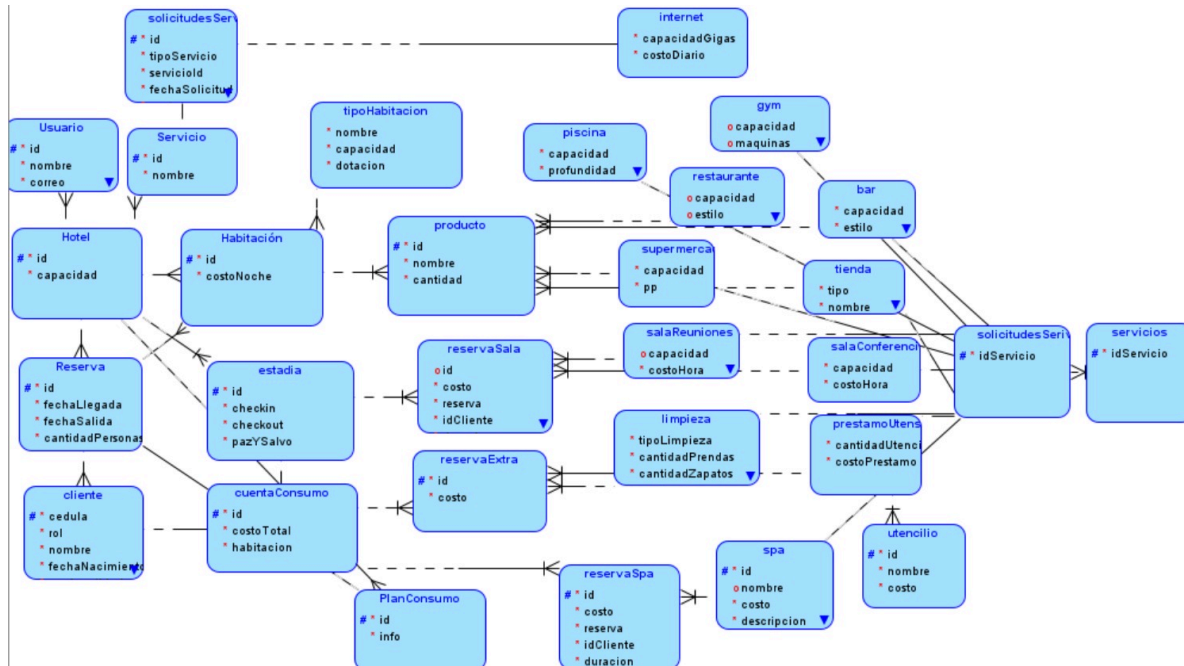 solicitudesServ
# * id
* tipoServicio
* servicioId
* fechaSolicitud
internet
* capacidadGigas
* costoDiario
Usuario
# * id
* nombre
* correo
Servicio
# * id
* nombre
tipoHabitacion
* nombre
* capacidad
* dotacion
piscina
* capacidad
* profundidad
gym
o capacidad
o maquinas
restaurante
o capacidad
o estilo
bar
* capacidad
* estilo
Hotel
# * id
* capacidad
Habitación
# * id
* costoNoche
producto
# * id
* nombre
* cantidad
supermercad
* capacidad
* pp
tienda
* tipo
* nombre
Reserva
# * id
* fechaLlegada
* fechaSalida
* cantidadPersonas
estadia
# * id
* checkin
* checkout
* pazYSalvo
reservaSala
o id
* costo
* reserva
* idCliente
salaReuniones
o capacidad
* costoHora
salaConferenci
* capacidad
* costoHora
solicitudesSeriv
# * idServicio
servicios
# * idServicio
cliente
# * cedula
* rol
* nombre
* fechaNacimiento
cuentaConsumo
# * id
* costoTotal
* habitacion
reservaExtra
# * id
* costo
limpieza
* tipoLimpieza
* cantidadPrendas
* cantidadZapatos
prestamoUtens
* cantidadUtenci
* costoPrestamo
PlanConsumo
# * id
* info
reservaSpa
# * id
* costo
* reserva
* idCliente
* duracion
spa
# * id
o nombre
* costo
* descripcion
utencilio
# * id
* nombre
* costo